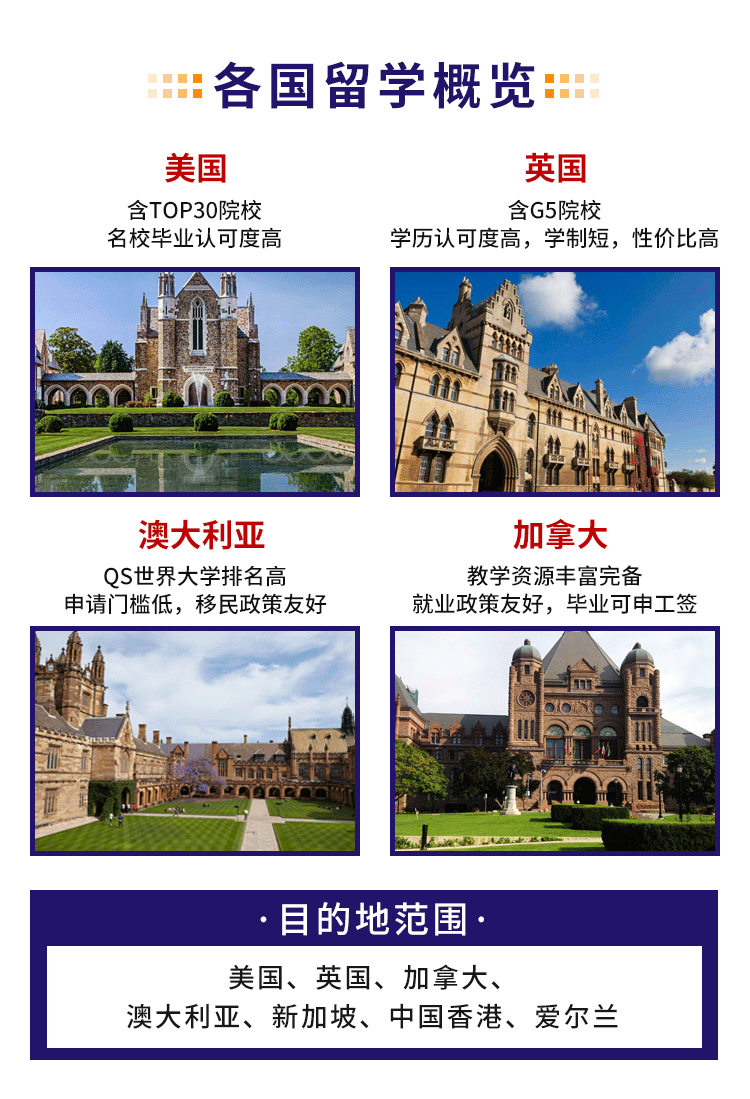 各国留学概览
美国
含TOP30院校
名校毕业认可度高
英国
含G5院校
学历认可度高，学制短，性价比高
澳大利亚
QS世界大学排名高
申请门槛低，移民政策友好
加拿大
教学资源丰富完备
就业政策友好，毕业可申工签
·目的地范围·
美国、英国、加拿大、
澳大利亚、新加坡、中国香港、爱尔兰